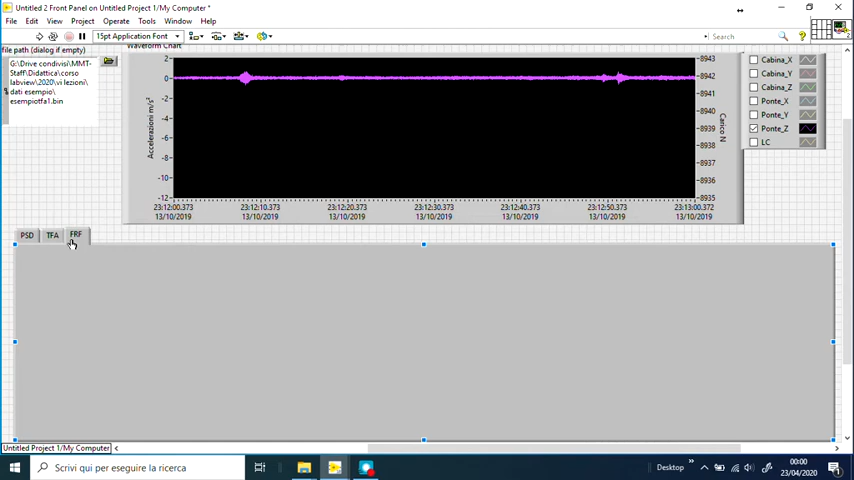 Untitled 2 Front Panel on Untitled Project 1/My Computer *
File Edit View Project Operate Tools Window Help
15pt Application Font
Search
file path (dialog if empty)
G:\Drive condivisi\MMT-
Staff\Didattica\corso
labview\2020\vi lezioni\
dati esempio\
esempiotfa1.bin
Waveform Chart
Accelerazioni m/s²
2
0
-2
-4
-6
-8
-10
-12
8943
8942
8941
8940
8939
8938
8937
8936
8935
Carico N
23:12:00.373 23:12:10.373 23:12:20.373 23:12:30.373 23:12:40.373 23:12:50.373 23:13:00.372
13/10/2019 13/10/2019 13/10/2019 13/10/2019 13/10/2019 13/10/2019 13/10/2019
Cabina_X
Cabina_Y
Cabina_Z
Ponte_X
Ponte_Y
Ponte_Z
LC
PSD TFA FRF
Untitled Project 1/My Computer
Scrivi qui per eseguire la ricerca
Desktop
00:00
23/04/2020